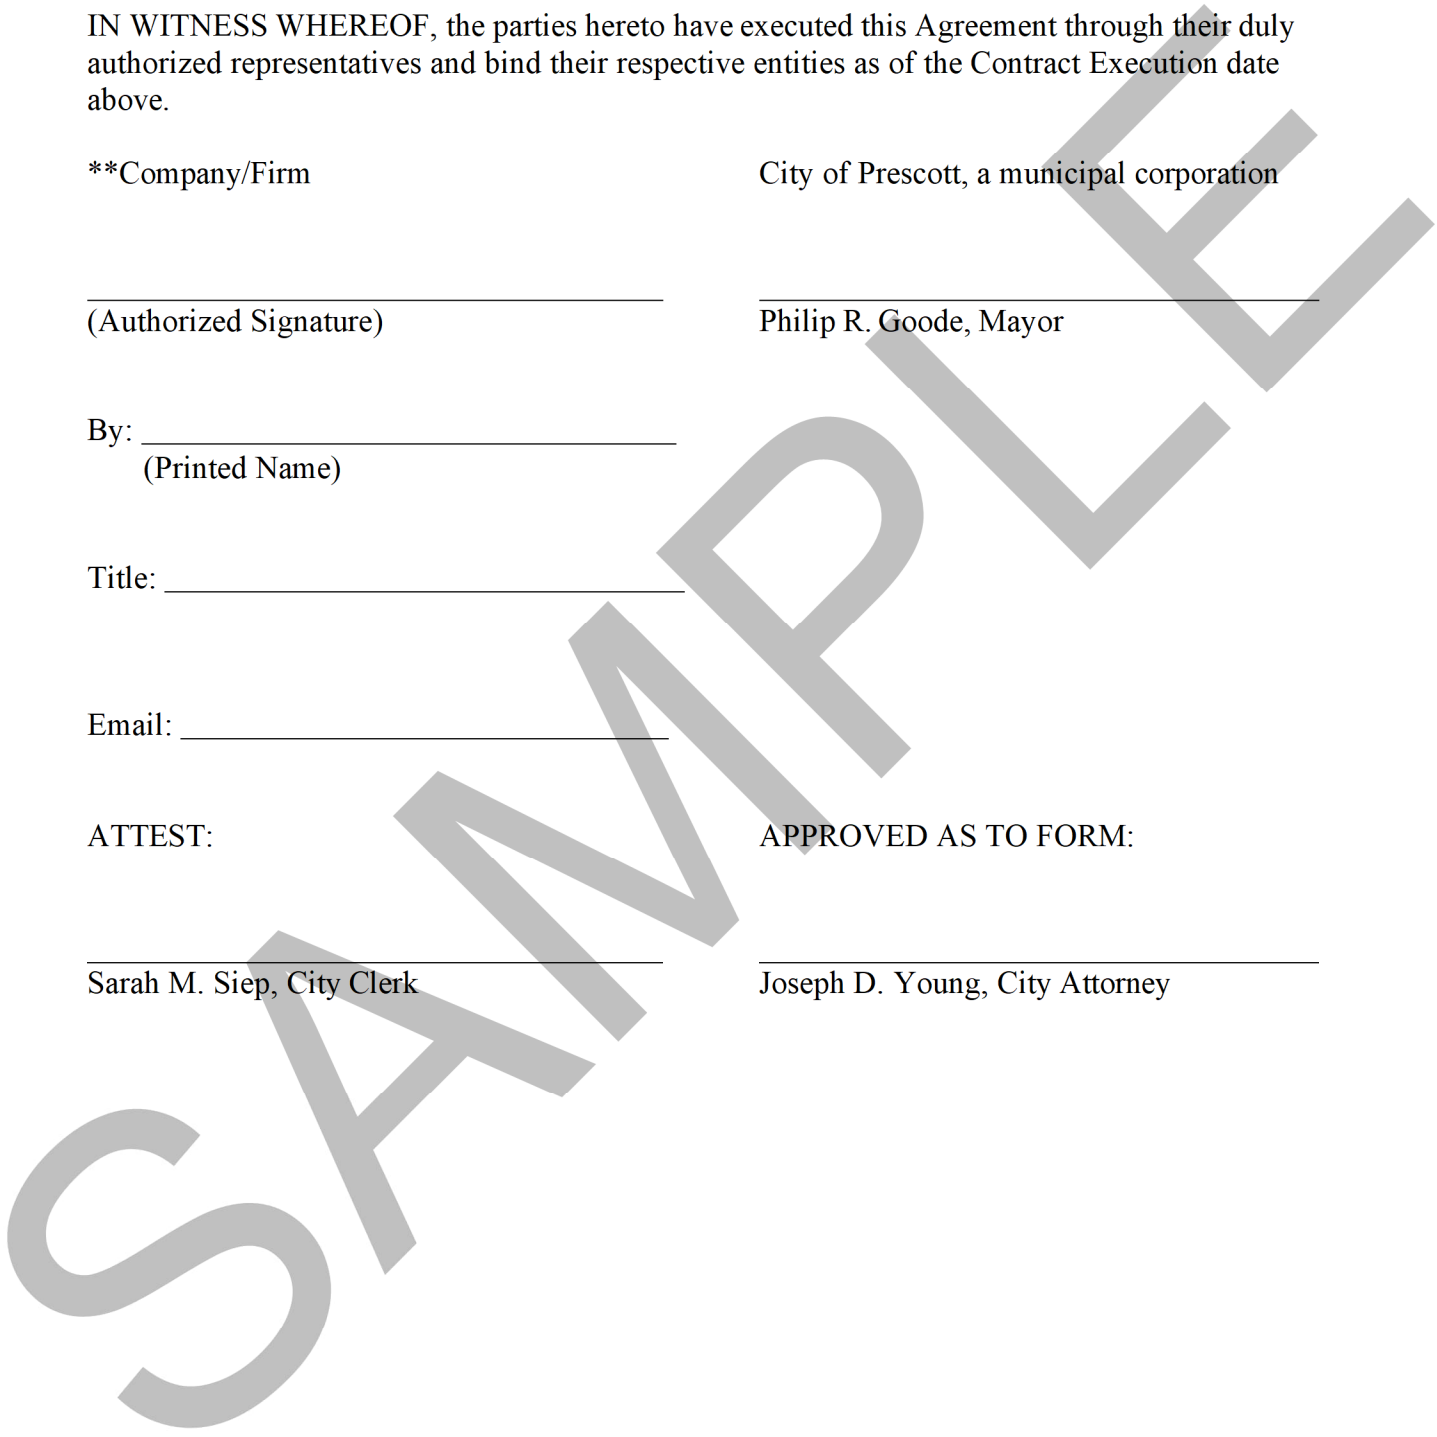 IN WITNESS WHEREOF, the parties hereto have executed this Agreement through their duly
authorized representatives and bind their respective entities as of the Contract Execution date
above.
**Company/Firm
City of Prescott, a municipal corporation
(Authorized Signature)
Philip R. Goode, Mayor
By:
(Printed Name)
Title:
Email:
ATTEST:
APPROVED AS TO FORM:
Sarah M. Siep, City Clerk
Joseph D. Young, City Attorney
SAMPLE